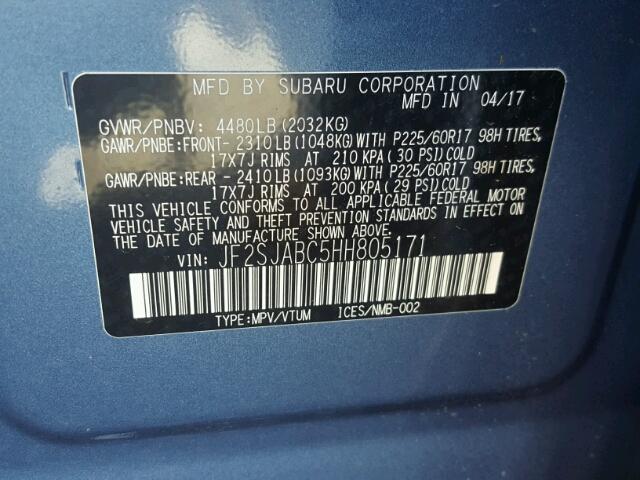 MFD BY SUBARU CORPORATION
MFD IN 04/17
GVWR/PNBV: 4480LB(2032KG)
GAWR/PNBE:FRONT- 2310LB(1048KG)WITH P225/60R17 98H TIRES,
17X7J RIMS AT 210 KPA(30 PSI)COLD
GAWR/PNBE:REAR - 2410LB(1093KG)WITH P225/60R17 98H TIRES,
17X7J RIMS AT 200 KPA(29 PSI)COLD
THIS VEHICLE CONFORMS TO ALL APPLICABLE FEDERAL MOTOR
VEHICLE SAFETY AND THEFT PREVENTION STANDARDS IN EFFECT
ON THE DATE OF MANUFACTURE SHOWN ABOVE.
VIN: JF2SJABC5HH805171
TYPE:MPV/VTUM ICES/NMB-002